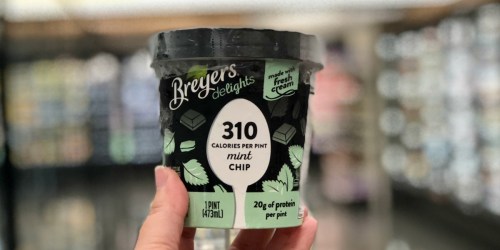 Breyers
delights
made with
fresh
cream
310
CALORIES PER PINT
mint
CHIP
1 PINT
(473mL)
20g of protein
per pint